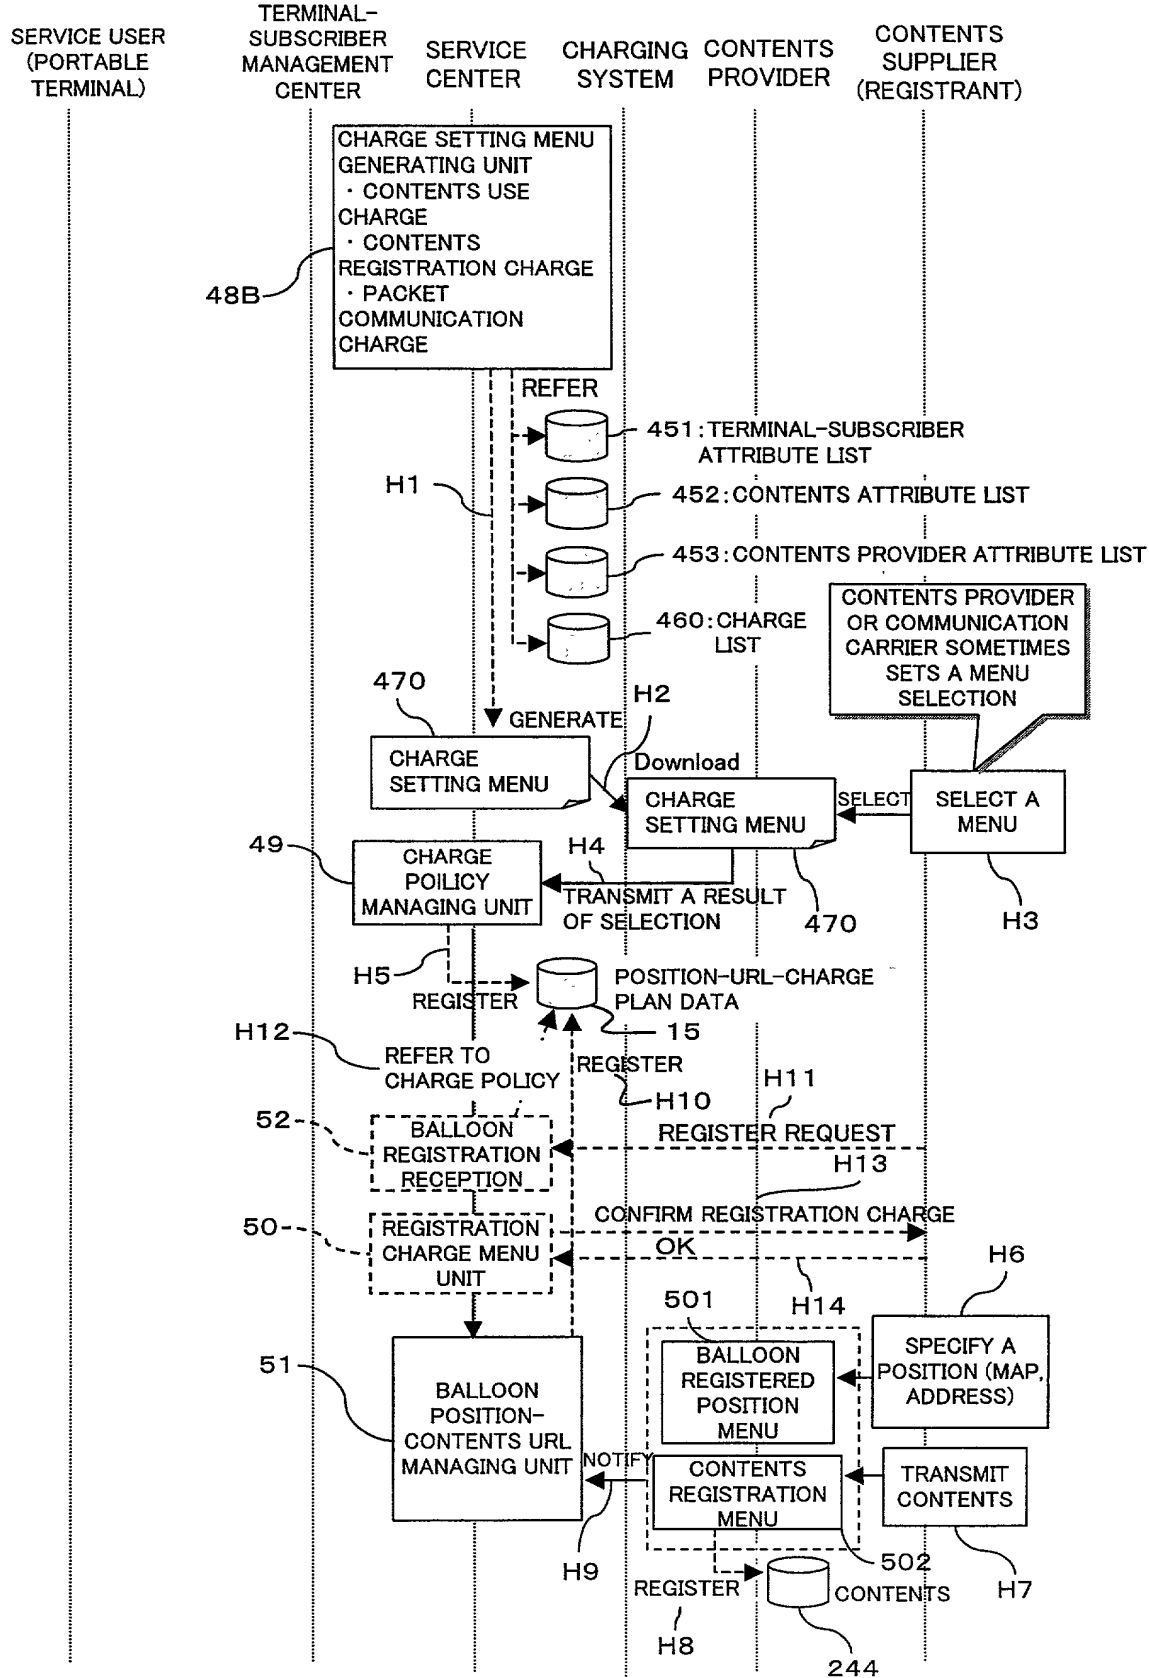 SERVICE USER
(PORTABLE
TERMINAL)
TERMINAL-
SUBSCRIBER
MANAGEMENT
CENTER
SERVICE
CENTER
CHARGING
SYSTEM
CONTENTS
PROVIDER
CONTENTS
SUPPLIER
(REGISTRANT)
CHARGE SETTING MENU
GENERATING UNIT
・CONTENTS USE
CHARGE
・CONTENTS
REGISTRATION CHARGE
・PACKET
COMMUNICATION
CHARGE
48B
REFER
451:TERMINAL-SUBSCRIBER
ATTRIBUTE LIST
H1
452:CONTENTS ATTRIBUTE LIST
453:CONTENTS PROVIDER ATTRIBUTE LIST
460:CHARGE
LIST
CONTENTS PROVIDER
OR COMMUNICATION
CARRIER SOMETIMES
SETS A MENU
SELECTION
470
GENERATE
H2
CHARGE
SETTING MENU
Download
CHARGE
SETTING MENU
SELECT
SELECT A
MENU
49
CHARGE
POILICY
MANAGING UNIT
H4
TRANSMIT A RESULT
OF SELECTION
470
H3
H5
REGISTER
POSITION-URL-CHARGE
PLAN DATA
15
H12
REFER TO
CHARGE POLICY
REGISTER
H10
H11
52
BALLOON
REGISTRATION
RECEPTION
REGISTER REQUEST
H13
50
REGISTRATION
CHARGE MENU
UNIT
CONFIRM REGISTRATION CHARGE
OK
H14
H6
501
51
BALLOON
POSITION-
CONTENTS URL
MANAGING UNIT
BALLOON
REGISTERED
POSITION
MENU
SPECIFY A
POSITION (MAP,
ADDRESS)
NOTIFY
CONTENTS
REGISTRATION
MENU
TRANSMIT
CONTENTS
H9
502
H7
REGISTER
CONTENTS
H8
244